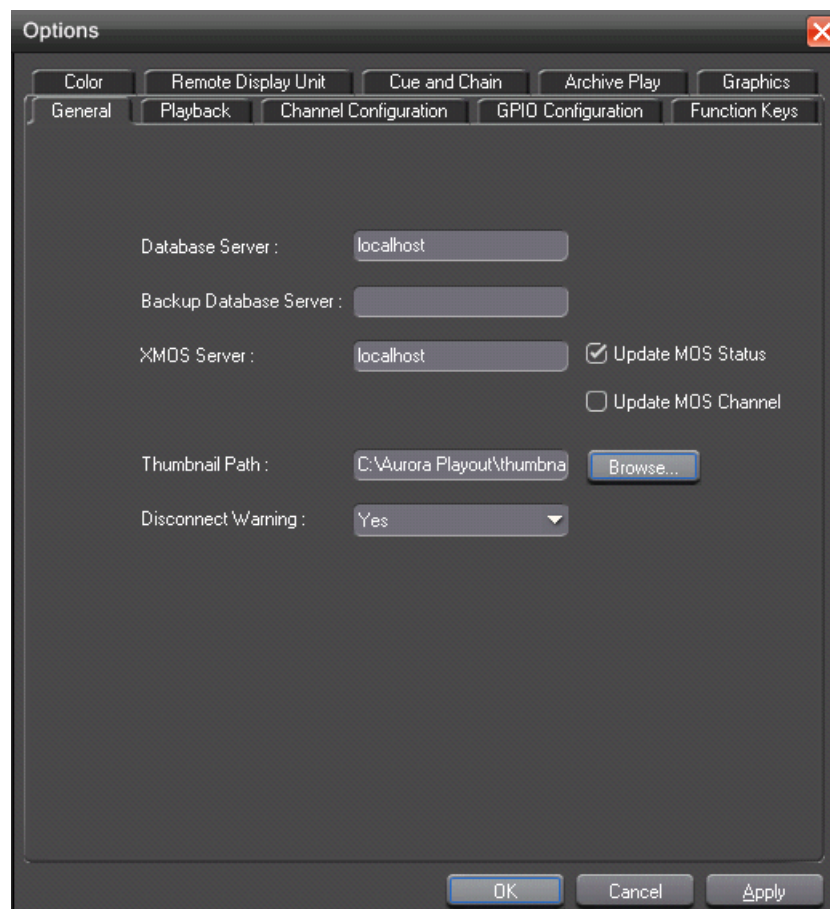 Options
Color Remote Display Unit Cue and Chain Archive Play Graphics
General Playback Channel Configuration GPIO Configuration Function Keys
Database Server : localhost
Backup Database Server :
XMOS Server : localhost Update MOS Status
Update MOS Channel
Thumbnail Path : C:\Aurora Playout\thumbna Browse...
Disconnect Warning : Yes
OK Cancel Apply